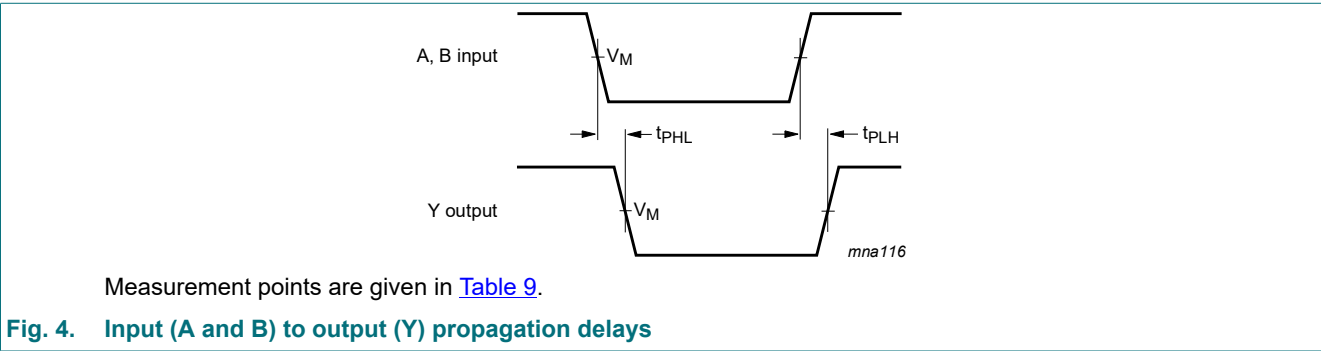 A, B input
VM
tPHL
tPLH
Y output
VM
mna116
Measurement points are given in Table 9.
Fig. 4. Input (A and B) to output (Y) propagation delays